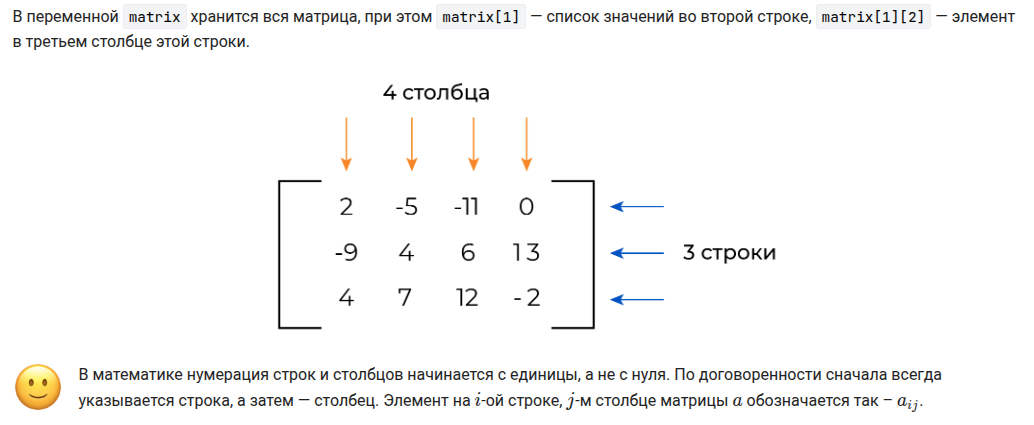 В переменной matrix хранится вся матрица, при этом matrix[1] — список значений во второй строке, matrix[1][2] — элемент
в третьем столбце этой строки.
4 столбца
2 -5 -11 0
-9 4 6 13
3 строки
4 7 12 -2
В математике нумерация строк и столбцов начинается с единицы, а не с нуля. По договоренности сначала всегда
указывается строка, а затем — столбец. Элемент на i-ой строке, j-м столбце матрицы a обозначается так – aij.